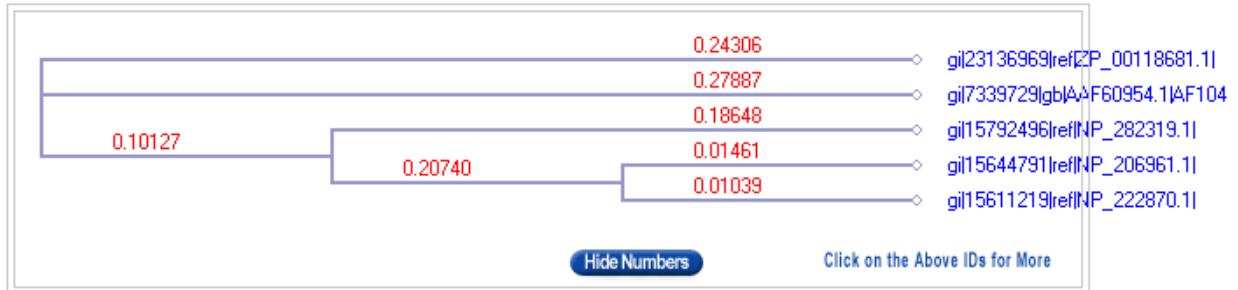 0.24306
gi|23136969|ref|ZP_00118681.1|
0.27887
gi|7339729|gb|AAF60954.1|AF104
0.18648
gi|15792496|ref|NP_282319.1|
0.10127
0.01461
gi|15644791|ref|NP_206961.1|
0.20740
0.01039
gi|15611219|ref|NP_222870.1|
Hide Numbers
Click on the Above IDs for More